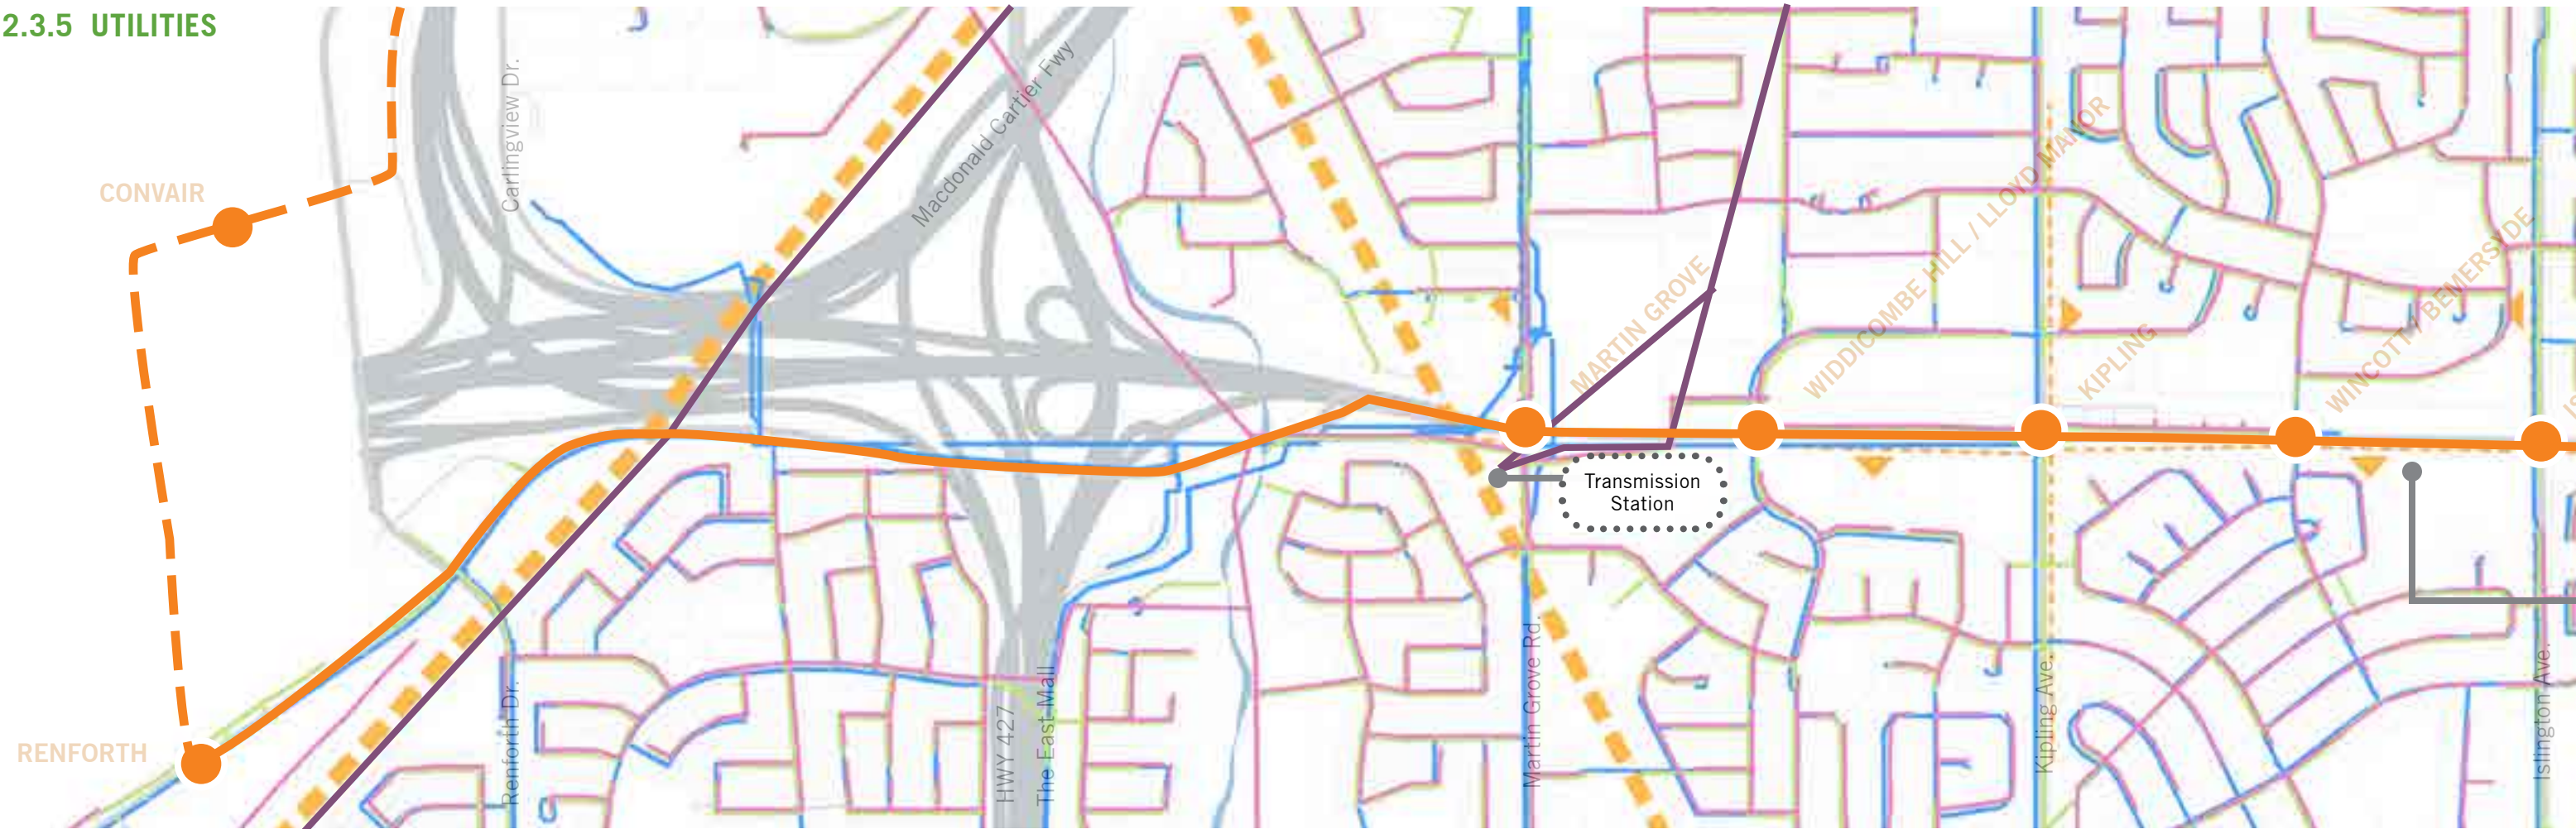 2.3.5 UTILITIES
Carlingview Dr.
Macdonald Cartier Fwy
CONVAIR
MARTIN GROVE
WIDDICOMBE HILL / LLOYD MANOR
KIPLING
WINCOTT / BEMERSYDE
Transmission
Station
RENFORTH
Renforth Dr.
HWY 427
The East Mall
Martin Grove Rd.
Kipling Ave.
Islington Ave.